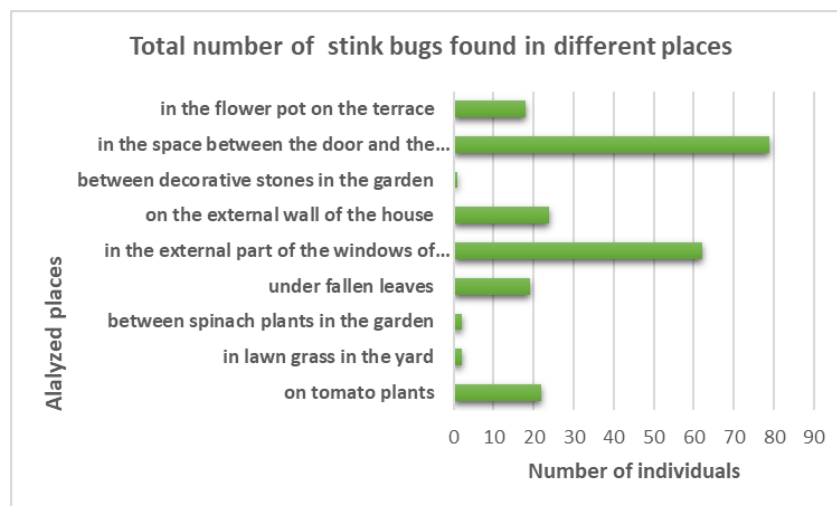 Total number of  stink bugs found in different places
in the flower pot on the terrace
in the space between the door and the...
between decorative stones in the garden
on the external wall of the house
in the external part of the windows of...
under fallen leaves
between spinach plants in the garden
in lawn grass in the yard
on tomato plants
Alalyzed places
0 10 20 30 40 50 60 70 80 90
Number of individuals